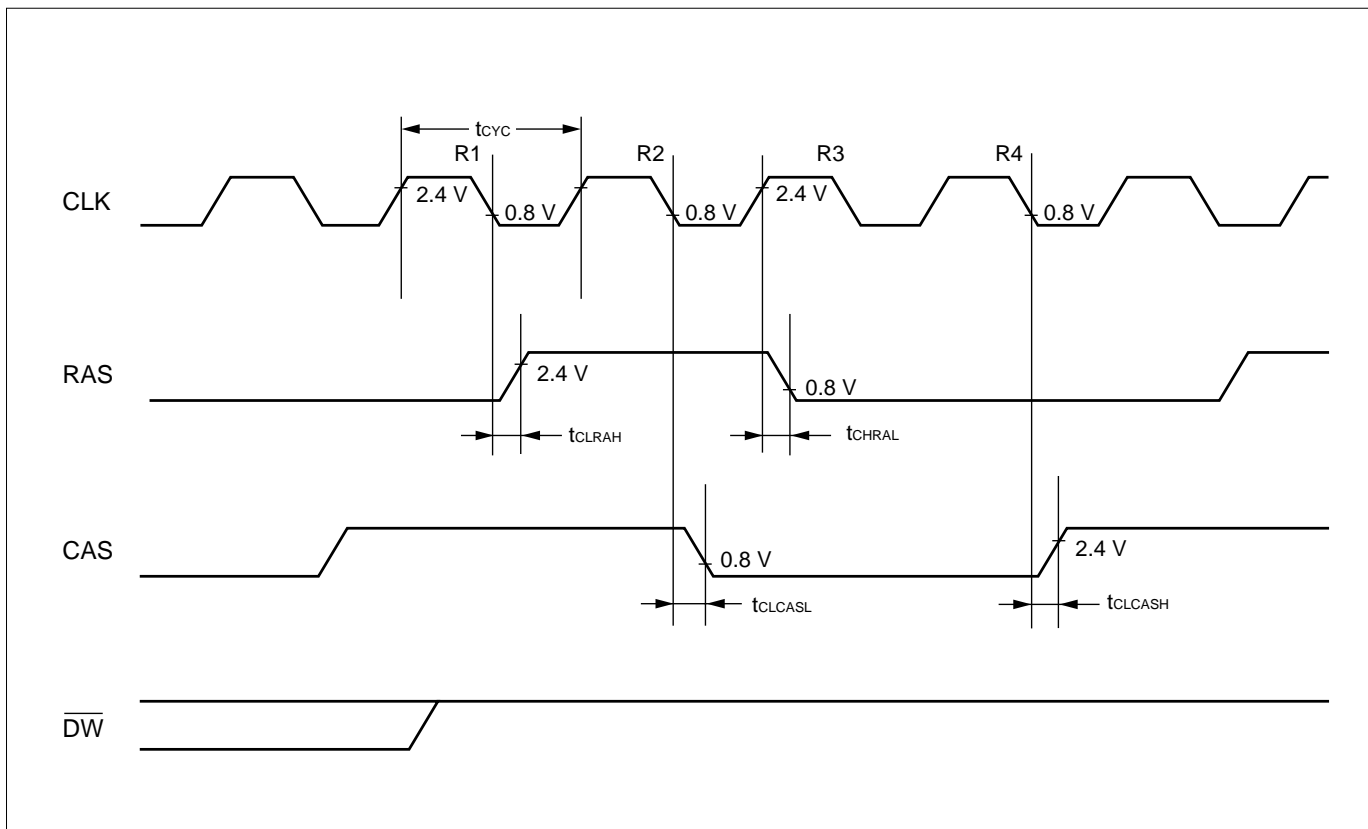 tCYC
R1 R2 R3 R4
CLK 2.4 V 0.8 V 0.8 V 2.4 V 0.8 V
RAS 2.4 V 0.8 V
tCLRAH tCHRAL
CAS 0.8 V 2.4 V
tCLCASL tCLCASH
D̅W̅